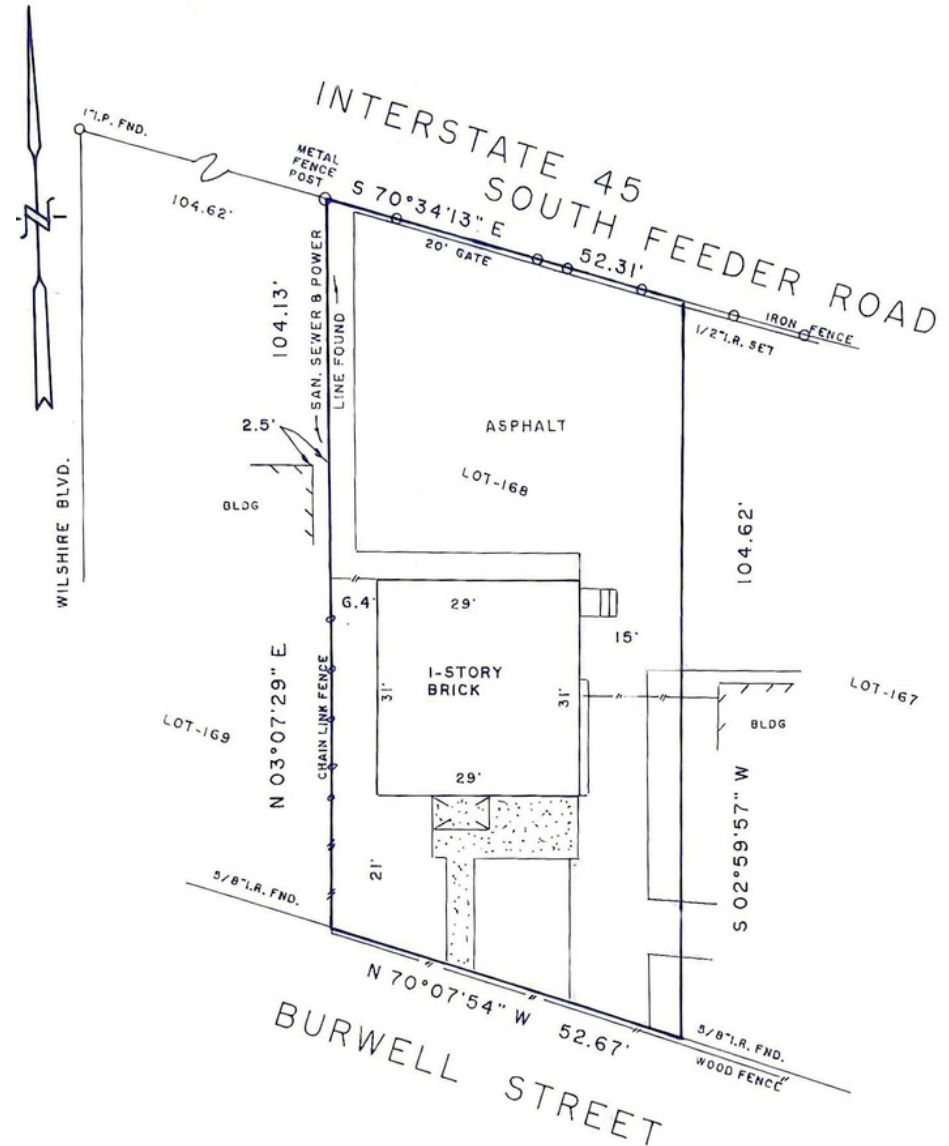 INTERSTATE 45
SOUTH FEEDER ROAD
1" I.P. FND.
104.62'
METAL
FENCE
POST
S 70°34'13" E
52.31'
20' GATE
IRON FENCE
1/2" I.R. SET
N
104.13'
SAN. SEWER & POWER
LINE FOUND
2.5'
BLDG
WILSHIRE BLVD.
ASPHALT
LOT-168
104.62'
6.4'
29'
15'
1-STORY
BRICK
31'
31'
29'
LOT-167
BLDG
LOT-169
N 03°07'29" E
CHAIN LINK FENCE
S 02°59'57" W
21'
5/8" I.R. FND.
N 70°07'54" W 52.67'
5/8" I.R. FND.
WOOD FENCE
BURWELL STREET